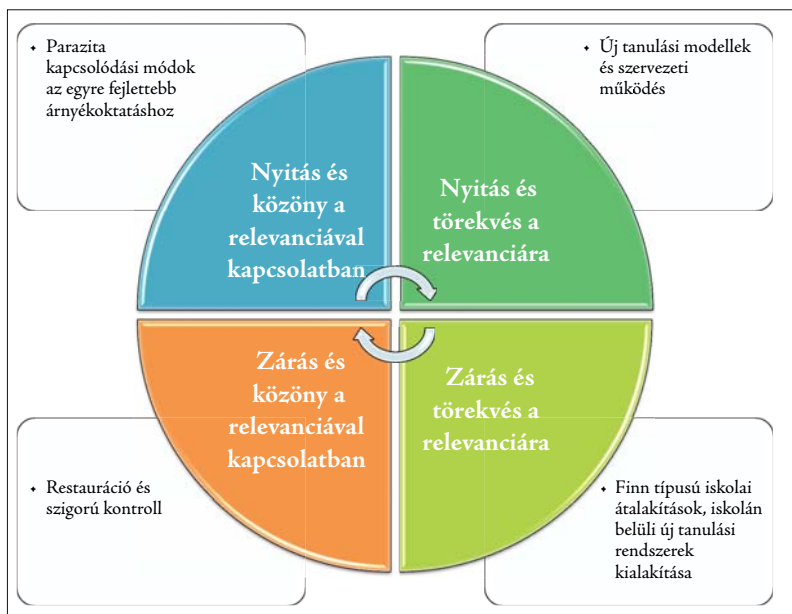 • Parazita
kapcsolódási módok
az egyre fejlettebb
árnyékoktatáshoz
• Új tanulási modellek
és szervezeti
működés
Nyitás és
közöny a
relevanciával
kapcsolatban
Nyitás és
törekvés a
relevanciára
Zárás és
közöny a
relevanciával
kapcsolatban
Zárás és
törekvés a
relevanciára
• Restauráció és
szigorú kontroll
• Finn típusú iskolai
átalakítások, iskolán
belüli új tanulási
rendszerek
kialakítása